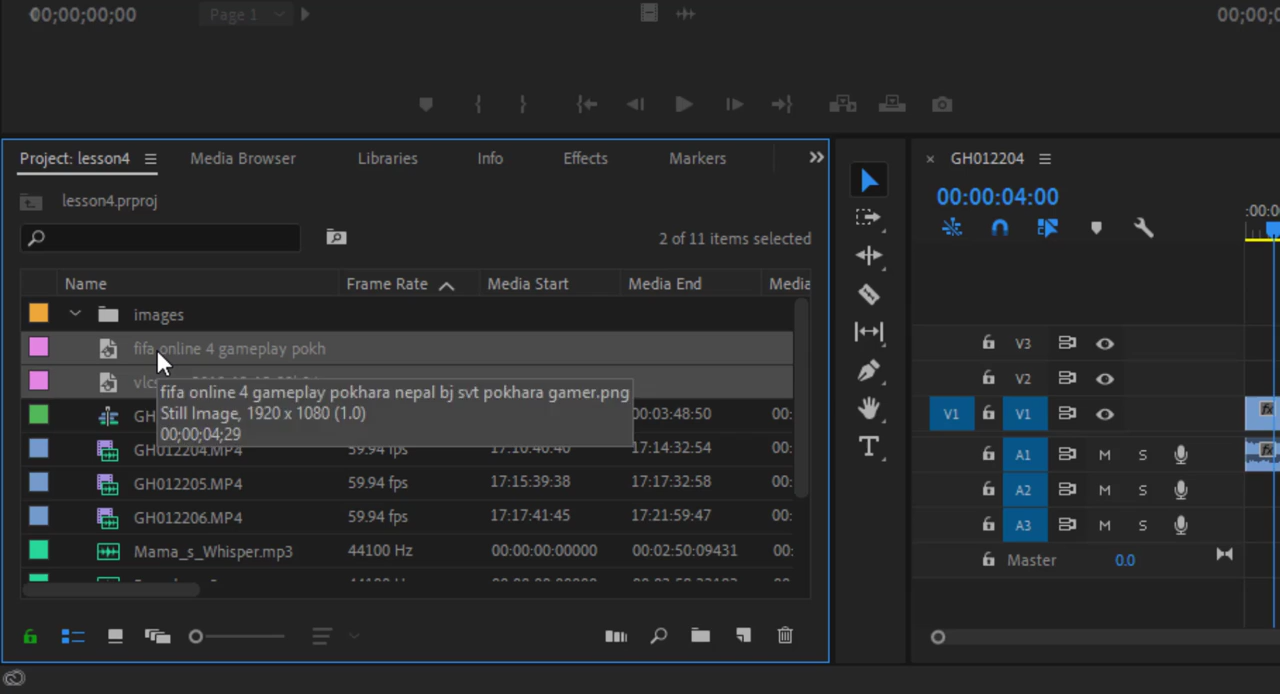 00;00;00;00
Page 1
00;00;0
Project: lesson4
Media Browser
Libraries
Info
Effects
Markers
GH012204
lesson4.prproj
00:00:04:00
:00:0
2 of 11 items selected
Name
Frame Rate
Media Start
Media End
Media
images
fifa online 4 gameplay pokh
fifa online 4 gameplay pokhara nepal bj svt pokhara gamer.png
Still Image, 1920 x 1080 (1.0)
00;00;04;29
GH
00:03:48:50
00:
GH012204.MP4
59.94 fps
17:14:32:54
00:
GH012205.MP4
59.94 fps
17:15:39:38
17:17:32:58
00:
GH012206.MP4
59.94 fps
17:17:41:45
17:21:59:47
00:
Mama_s_Whisper.mp3
44100 Hz
00:00:00:00000
00:02:50:09431
00:
V3
V2
V1
V1
fx
A1
M
S
fx
A2
M
S
A3
M
S
Master
0.0